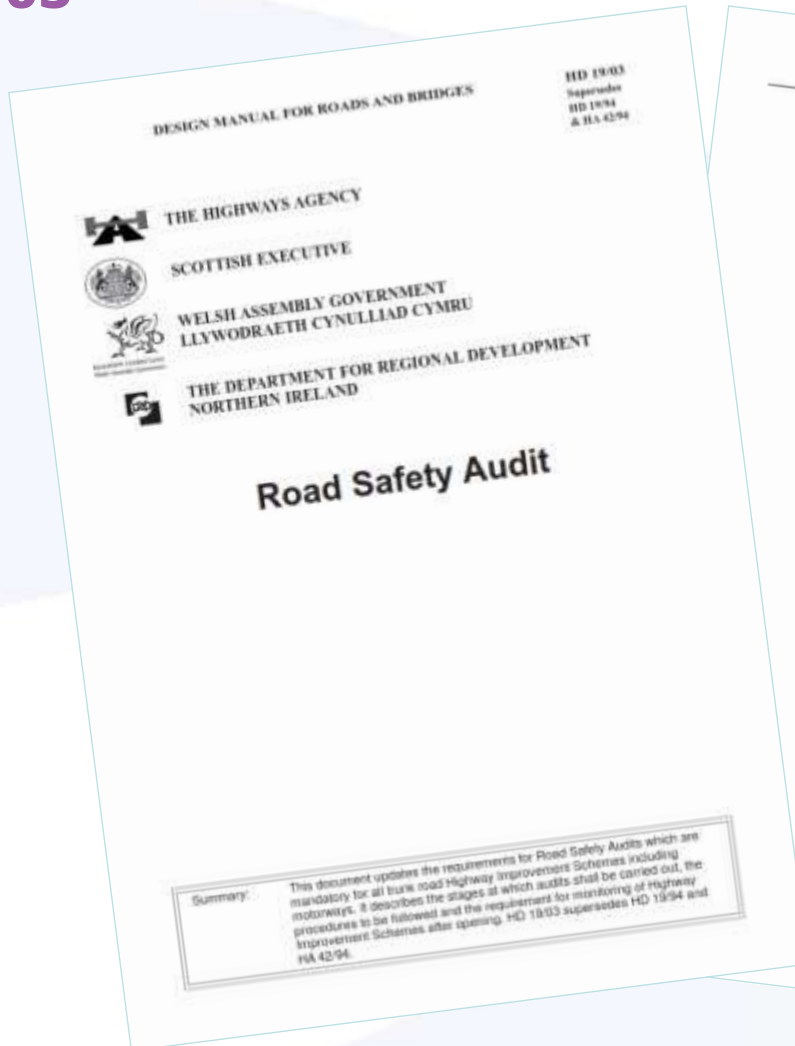 03
DESIGN MANUAL FOR ROADS AND BRIDGES
HD 19/03
Supersedes
HD 19/94
& HA 42/94
THE HIGHWAYS AGENCY
SCOTTISH EXECUTIVE
WELSH ASSEMBLY GOVERNMENT
LLYWODRAETH CYNULLIAD CYMRU
THE DEPARTMENT FOR REGIONAL DEVELOPMENT
NORTHERN IRELAND
Road Safety Audit
Summary: This document updates the requirements for Road Safety Audits which are
mandatory for all trunk road Highway Improvement Schemes including
motorways. It describes the stages at which audits shall be carried out, the
procedures to be followed and the requirement for monitoring of Highway
Improvement Schemes after opening. HD 19/03 supersedes HD 19/94 and
HA 42/94.